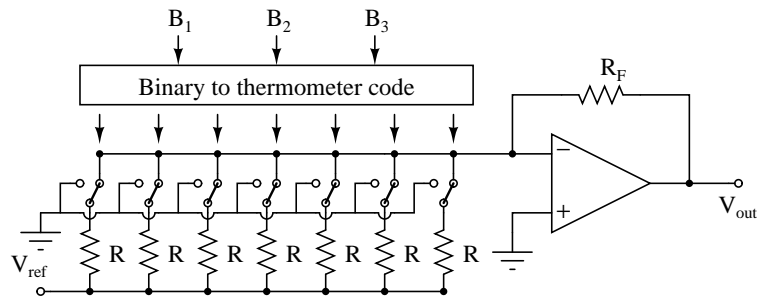 B1 B2 B3
Binary to thermometer code
RF
−
+
Vout
R R R R R R R
Vref